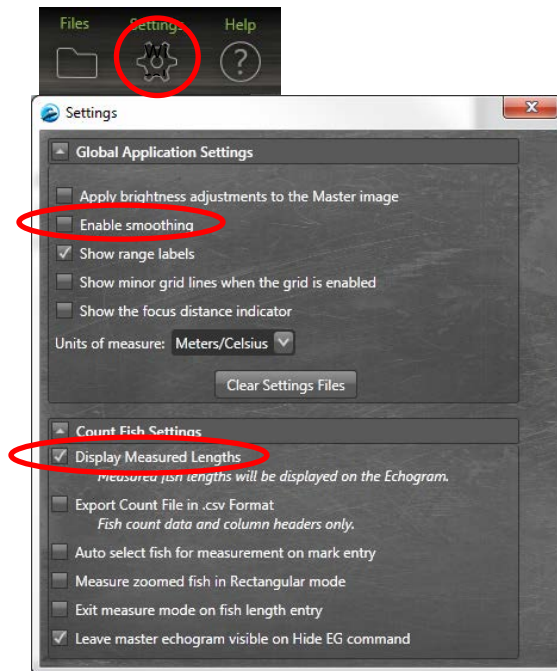 Files Settings Help
Settings
Global Application Settings
Apply brightness adjustments to the Master image
Enable smoothing
Show range labels
Show minor grid lines when the grid is enabled
Show the focus distance indicator
Units of measure: Meters/Celsius
Clear Settings Files
Count Fish Settings
Display Measured Lengths
Measured fish lengths will be displayed on the Echogram.
Export Count File in .csv Format
Fish count data and column headers only.
Auto select fish for measurement on mark entry
Measure zoomed fish in Rectangular mode
Exit measure mode on fish length entry
Leave master echogram visible on Hide EG command